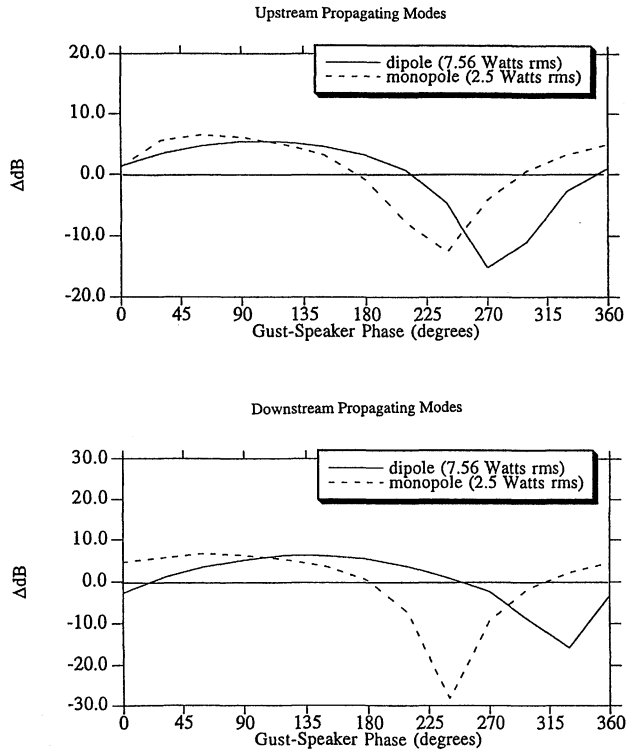 Upstream Propagating Modes
dipole (7.56 Watts rms)
monopole (2.5 Watts rms)
20.0
10.0
0.0
-10.0
-20.0
ΔdB
0 45 90 135 180 225 270 315 360
Gust-Speaker Phase (degrees)
Downstream Propagating Modes
dipole (7.56 Watts rms)
monopole (2.5 Watts rms)
30.0
20.0
10.0
0.0
-10.0
-20.0
-30.0
ΔdB
0 45 90 135 180 225 270 315 360
Gust-Speaker Phase (degrees)